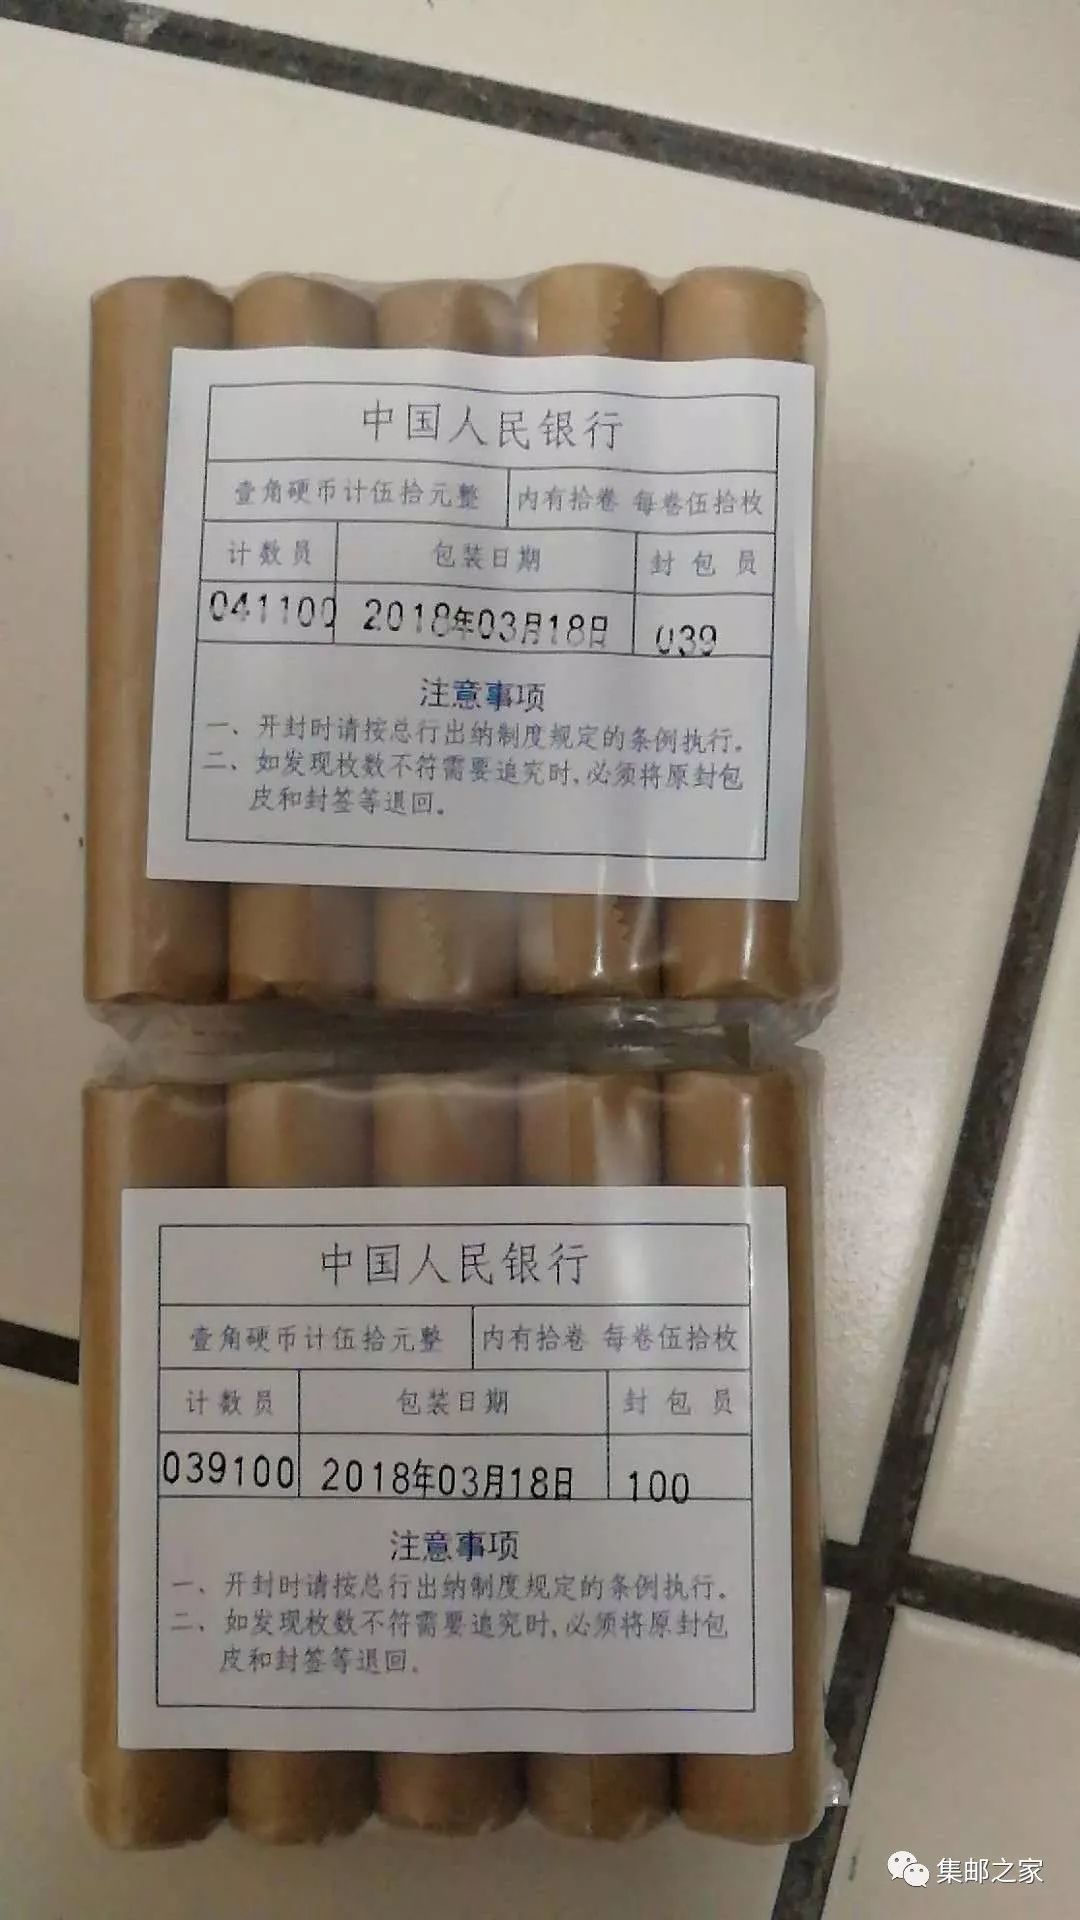 中国人民银行
壹角硬币计伍拾元整 内有拾卷 每卷伍拾枚
计数员 包装日期 封包员
041100 2018年03月18日 039
注意事项
一、开封时请按总行出纳制度规定的条例执行。
二、如发现枚数不符需要追究时,必须将原封包
皮和封签等退回。
中国人民银行
壹角硬币计伍拾元整 内有拾卷 每卷伍拾枚
计数员 包装日期 封包员
039100 2018年03月18日 100
注意事项
一、开封时请按总行出纳制度规定的条例执行。
二、如发现枚数不符需要追究时,必须将原封包
皮和封签等退回。
集邮之家